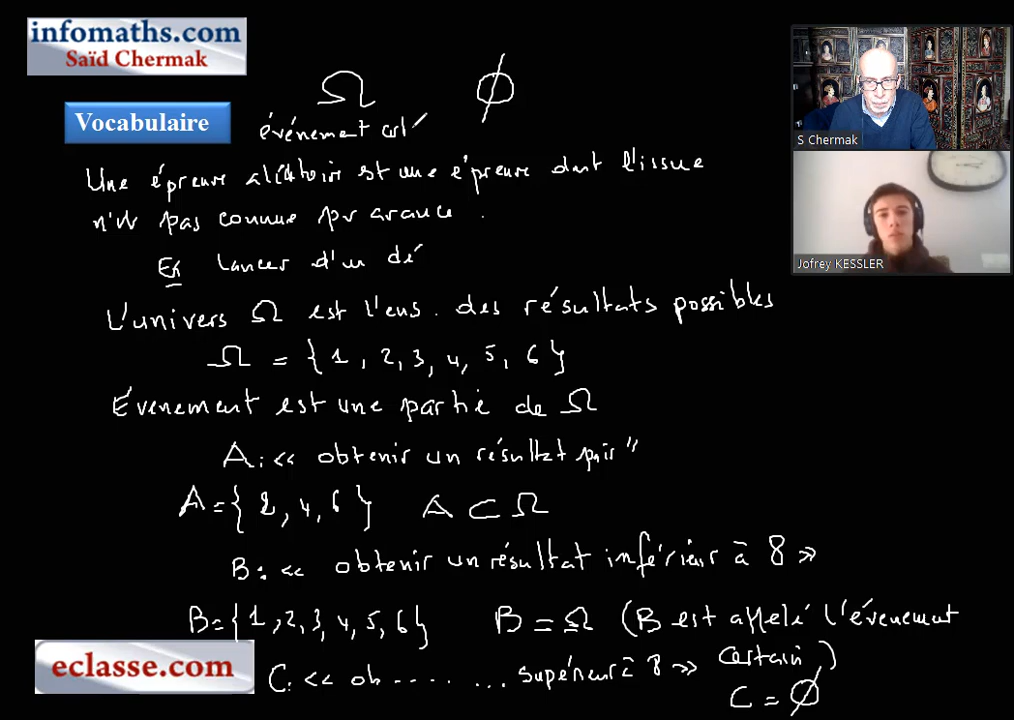 infomaths.com
Saïd Chermak
Ω ∅
Vocabulaire
événement
Une épreuve aléatoire est une épreuve dont l'issue
n'est pas connue par avance.
Ex Lancer d'un dé
L'univers Ω est l'ens. des résultats possibles
Ω = {1, 2, 3, 4, 5, 6}
Évenement est une partie de Ω
A: << obtenir un résultat pair "
A = {2, 4, 6} A ⊂ Ω
B: << obtenir un résultat inférieur à 8 >>
B = {1, 2, 3, 4, 5, 6} B = Ω (B est appelé l'évenement
certain)
C: << ob ........ supérieur à 8 >>
C = ∅
eclasse.com
S Chermak
Jofrey KESSLER